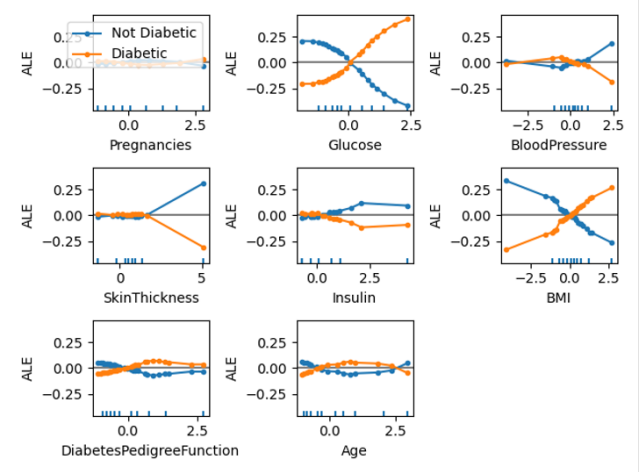 Not Diabetic
Diabetic
ALE
0.25
0.00
−0.25
0.0 2.5
Pregnancies
ALE
0.25
0.00
−0.25
0.0 2.5
Glucose
ALE
0.25
0.00
−0.25
−2.5 0.0 2.5
BloodPressure
ALE
0.25
0.00
−0.25
0 5
SkinThickness
ALE
0.25
0.00
−0.25
0.0 2.5
Insulin
ALE
0.25
0.00
−0.25
−2.5 0.0 2.5
BMI
ALE
0.25
0.00
−0.25
0.0 2.5
DiabetesPedigreeFunction
ALE
0.25
0.00
−0.25
0.0 2.5
Age